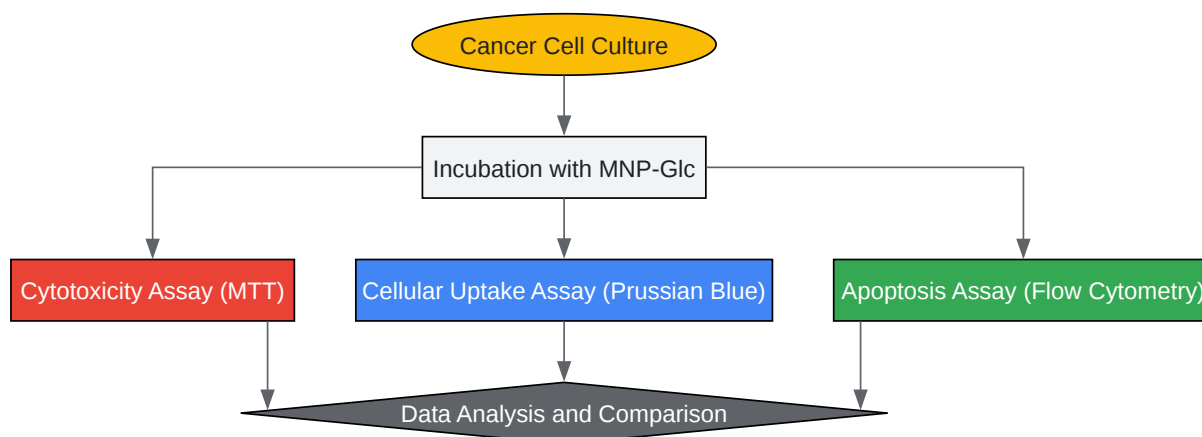 Cancer Cell Culture
Incubation with MNP-Glc
Cytotoxicity Assay (MTT)
Cellular Uptake Assay (Prussian Blue)
Apoptosis Assay (Flow Cytometry)
Data Analysis and Comparison